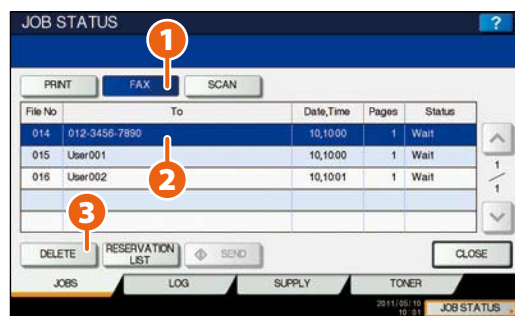 JOB STATUS ?
1
PRINT FAX SCAN
File No To Date,Time Pages Status
014 012-3456-7890 10,10:00 1 Wait
015 User001 10,10:00 1 Wait
016 User002 10,10:01 1 Wait
1
1
2
3
DELETE RESERVATION LIST SEND CLOSE
JOBS LOG SUPPLY TONER
2011/05/10
10:01 JOB STATUS